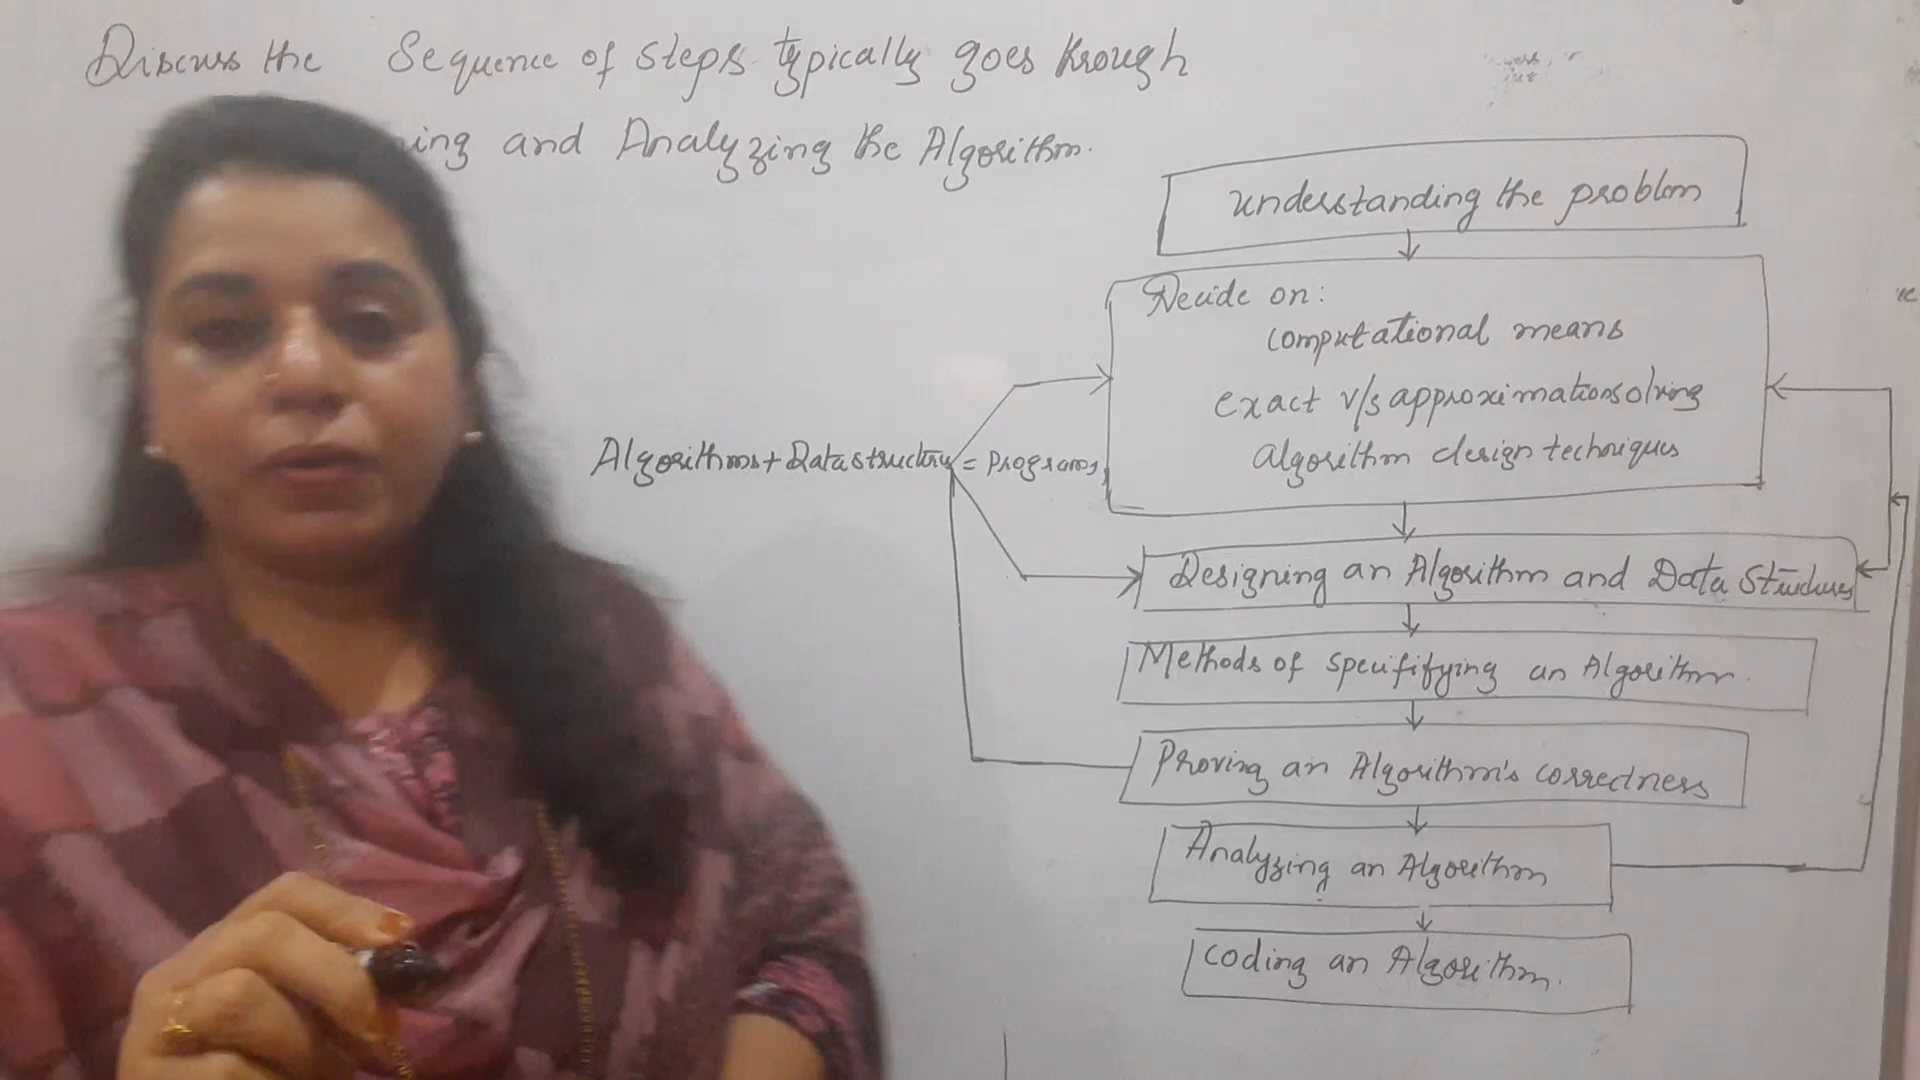 Discuss the Sequence of Steps typically goes through
ning and Analyzing the Algorithm.
understanding the problem
Decide on:
computational means
exact v/s approximation solving
algorithm design techniques
Algorithms + Datastructure = programs
Designing an Algorithm and Data Structures
Methods of specififying an Algorithm.
Proving an Algorithm's correctness
Analyzing an Algorithm
coding an Algorithm.